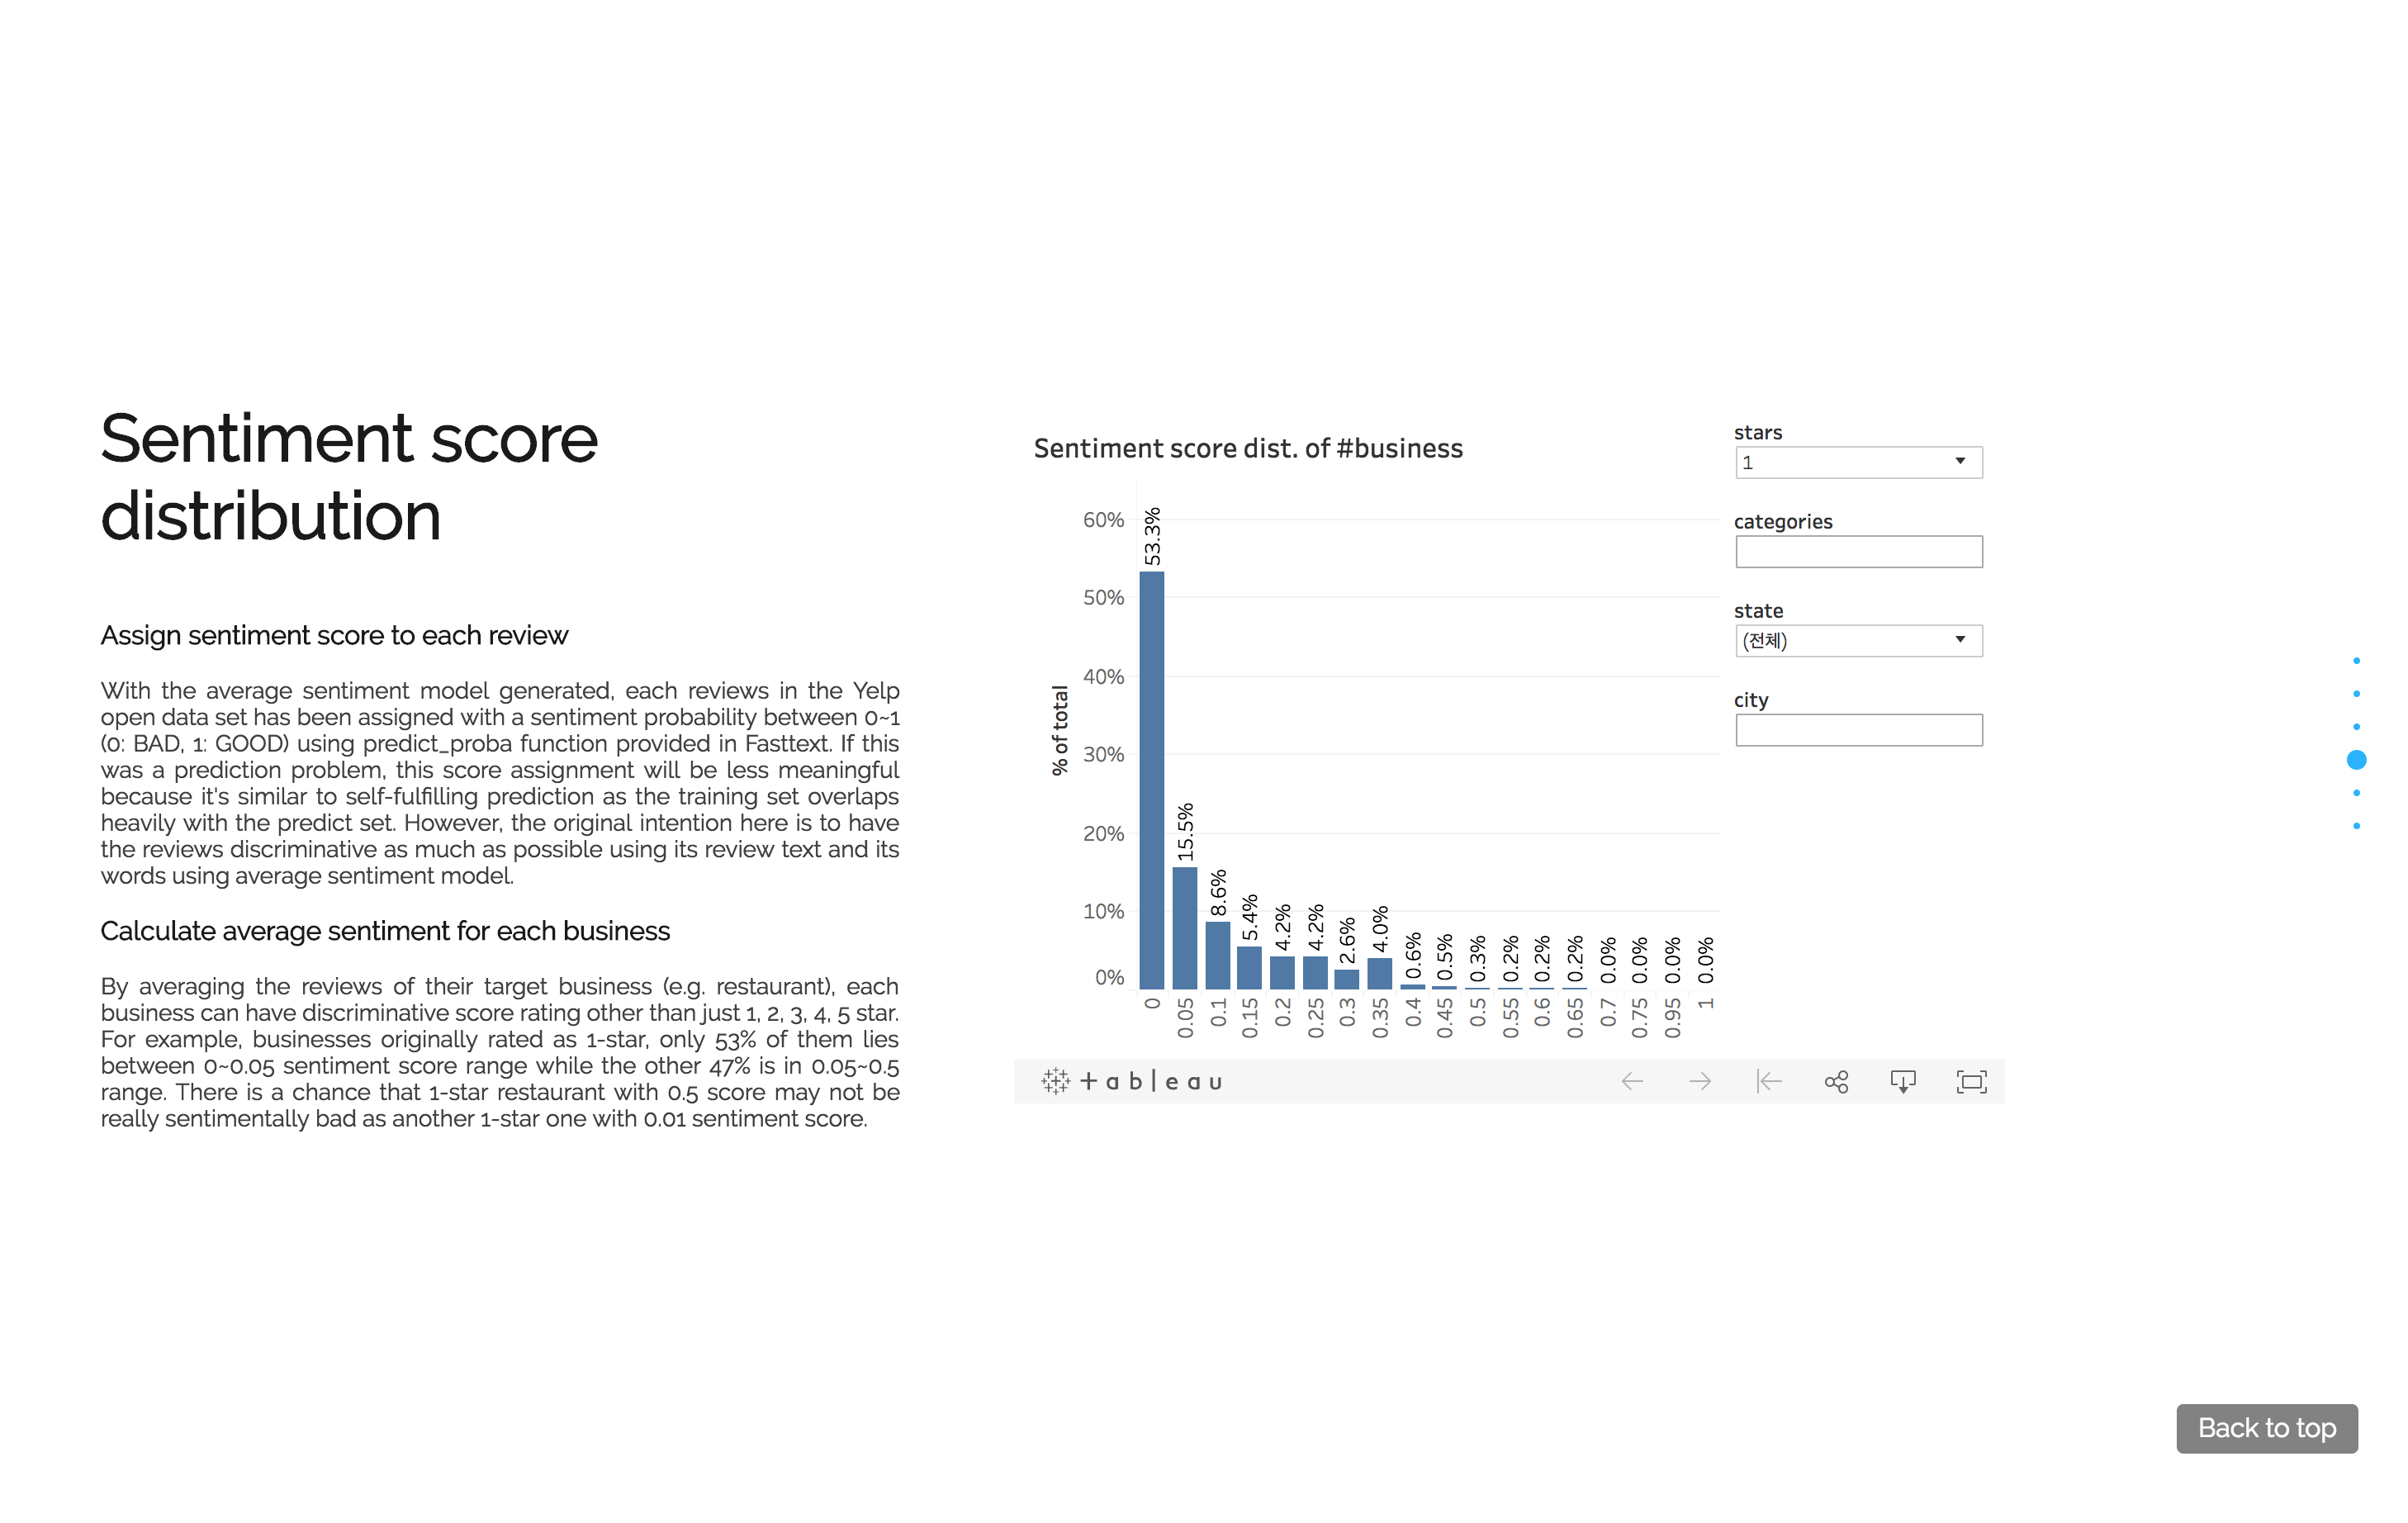 Sentiment score
distribution
Assign sentiment score to each review
With the average sentiment model generated, each reviews in the Yelp
open data set has been assigned with a sentiment probability between 0~1
(0: BAD, 1: GOOD) using predict_proba function provided in Fasttext. If this
was a prediction problem, this score assignment will be less meaningful
because it's similar to self-fulfilling prediction as the training set overlaps
heavily with the predict set. However, the original intention here is to have
the reviews discriminative as much as possible using its review text and its
words using average sentiment model.
Calculate average sentiment for each business
By averaging the reviews of their target business (e.g. restaurant), each
business can have discriminative score rating other than just 1, 2, 3, 4, 5 star.
For example, businesses originally rated as 1-star, only 53% of them lies
between 0~0.05 sentiment score range while the other 47% is in 0.05~0.5
range. There is a chance that 1-star restaurant with 0.5 score may not be
really sentimentally bad as another 1-star one with 0.01 sentiment score.
Sentiment score dist. of #business
% of total
60%
50%
40%
30%
20%
10%
0%
53.3%
15.5%
8.6%
5.4%
4.2%
4.2%
2.6%
4.0%
0.6%
0.5%
0.3%
0.2%
0.2%
0.2%
0.0%
0.0%
0.0%
0.0%
0
0.05
0.1
0.15
0.2
0.25
0.3
0.35
0.4
0.45
0.5
0.55
0.6
0.65
0.7
0.75
0.95
1
stars
1
categories
state
(전체)
city
+ableau
Back to top